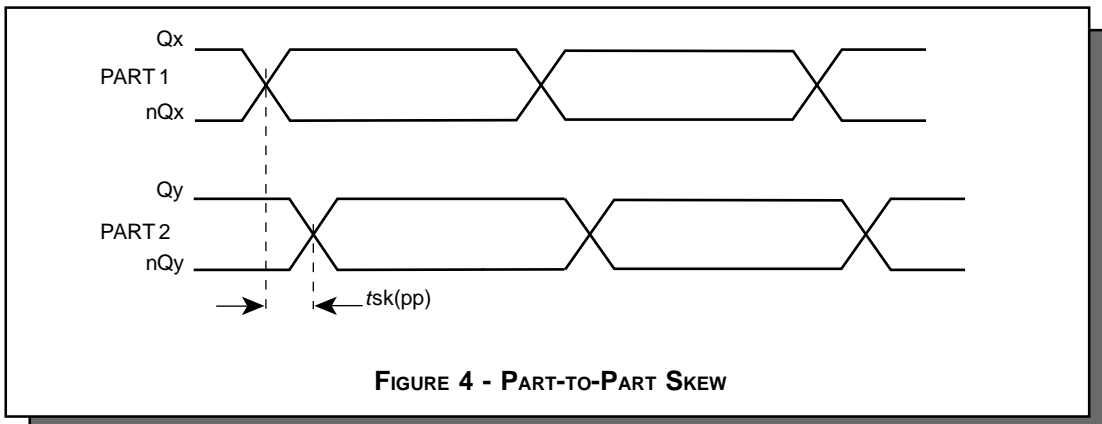 Qx
PART 1
nQx
Qy
PART 2
nQy
tsk(pp)
FIGURE 4 - PART-TO-PART SKEW